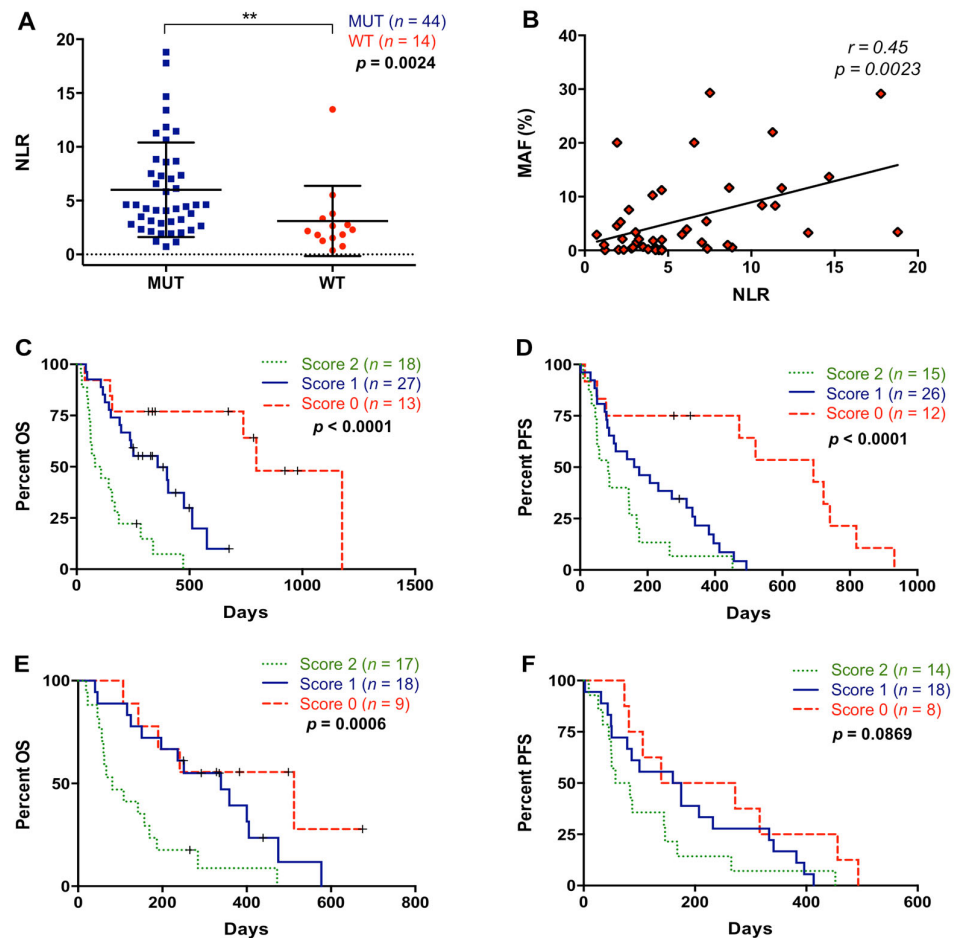 A
**
MUT (n = 44)
WT (n = 14)
p = 0.0024
NLR
20
15
10
5
0
MUT
WT
B
r = 0.45
p = 0.0023
MAF (%)
40
30
20
10
0
0
5
10
15
20
NLR
C
Score 2 (n = 18)
Score 1 (n = 27)
Score 0 (n = 13)
p < 0.0001
Percent OS
100
75
50
25
0
0
500
1000
1500
Days
D
Score 2 (n = 15)
Score 1 (n = 26)
Score 0 (n = 12)
p < 0.0001
Percent PFS
100
75
50
25
0
0
200
400
600
800
1000
Days
E
Score 2 (n = 17)
Score 1 (n = 18)
Score 0 (n = 9)
p = 0.0006
Percent OS
100
50
0
0
200
400
600
800
Days
F
Score 2 (n = 14)
Score 1 (n = 18)
Score 0 (n = 8)
p = 0.0869
Percent PFS
100
75
50
25
0
0
200
400
600
Days